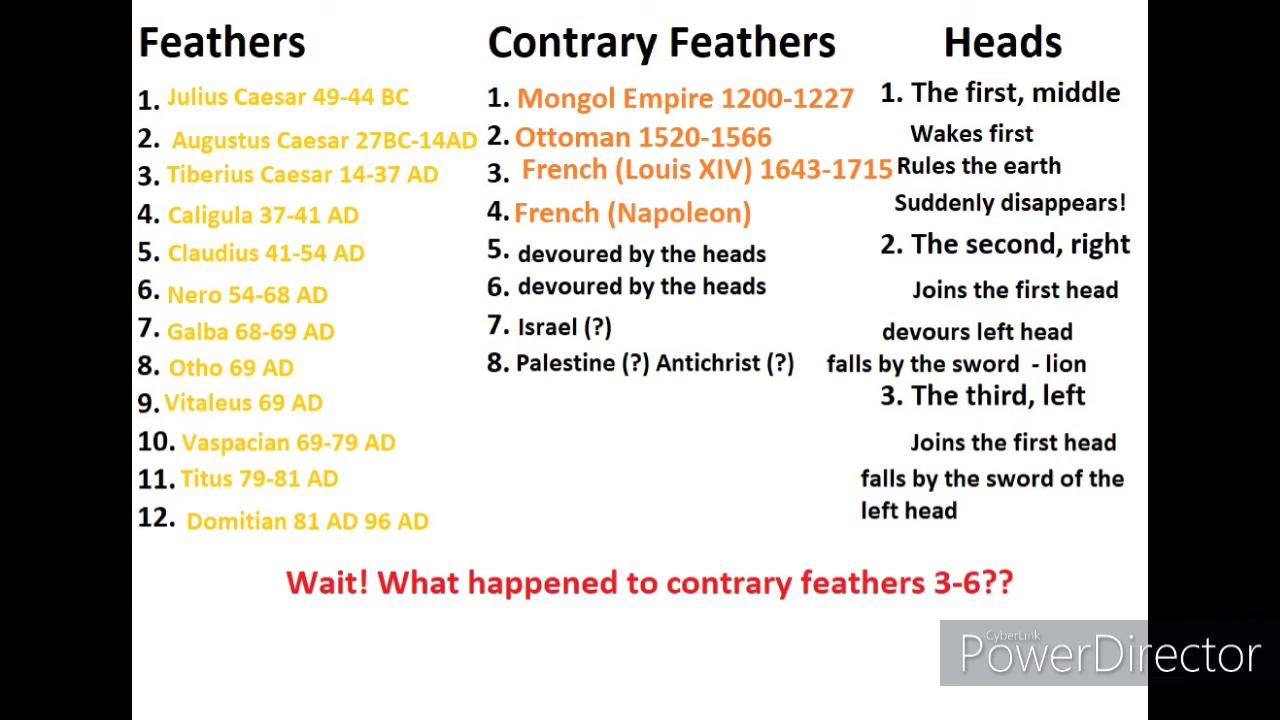 Feathers
1. Julius Caesar 49-44 BC
2. Augustus Caesar 27BC-14AD
3. Tiberius Caesar 14-37 AD
4. Caligula 37-41 AD
5. Claudius 41-54 AD
6. Nero 54-68 AD
7. Galba 68-69 AD
8. Otho 69 AD
9. Vitaleus 69 AD
10. Vaspacian 69-79 AD
11. Titus 79-81 AD
12. Domitian 81 AD 96 AD
Contrary Feathers
1. Mongol Empire 1200-1227
2. Ottoman 1520-1566
3. French (Louis XIV) 1643-1715
4. French (Napoleon)
5. devoured by the heads
6. devoured by the heads
7. Israel (?)
8. Palestine (?) Antichrist (?)
Heads
1. The first, middle
Wakes first
Rules the earth
Suddenly disappears!
2. The second, right
Joins the first head
devours left head
falls by the sword - lion
3. The third, left
Joins the first head
falls by the sword of the
left head
Wait! What happened to contrary feathers 3-6??
CyberLink
PowerDirector